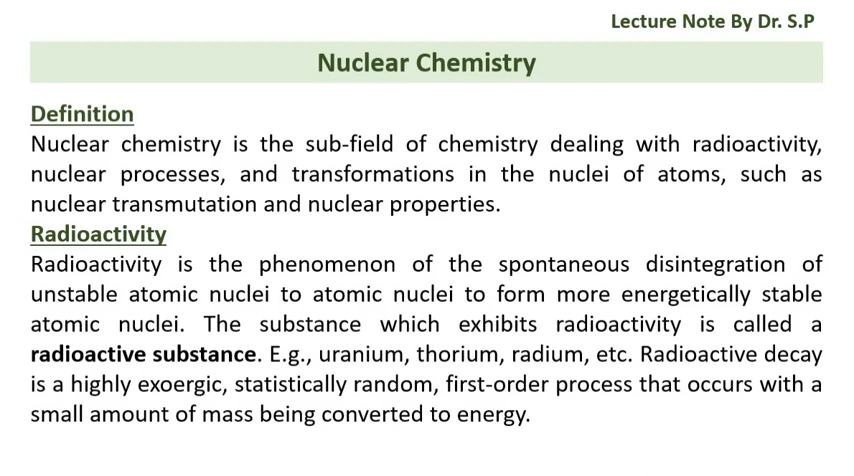 Lecture Note By Dr. S.P
Nuclear Chemistry
Definition
Nuclear chemistry is the sub-field of chemistry dealing with radioactivity,
nuclear processes, and transformations in the nuclei of atoms, such as
nuclear transmutation and nuclear properties.
Radioactivity
Radioactivity is the phenomenon of the spontaneous disintegration of
unstable atomic nuclei to atomic nuclei to form more energetically stable
atomic nuclei. The substance which exhibits radioactivity is called a
radioactive substance. E.g., uranium, thorium, radium, etc. Radioactive decay
is a highly exoergic, statistically random, first-order process that occurs with a
small amount of mass being converted to energy.